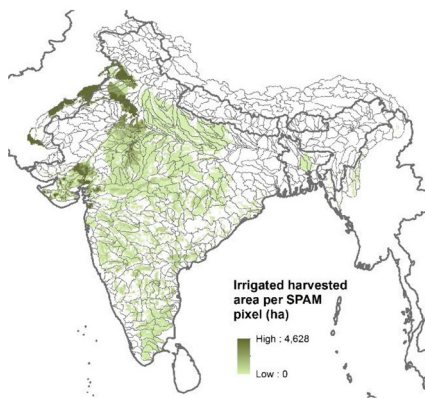 Irrigated harvested
area per SPAM
pixel (ha)
High : 4,628
Low : 0